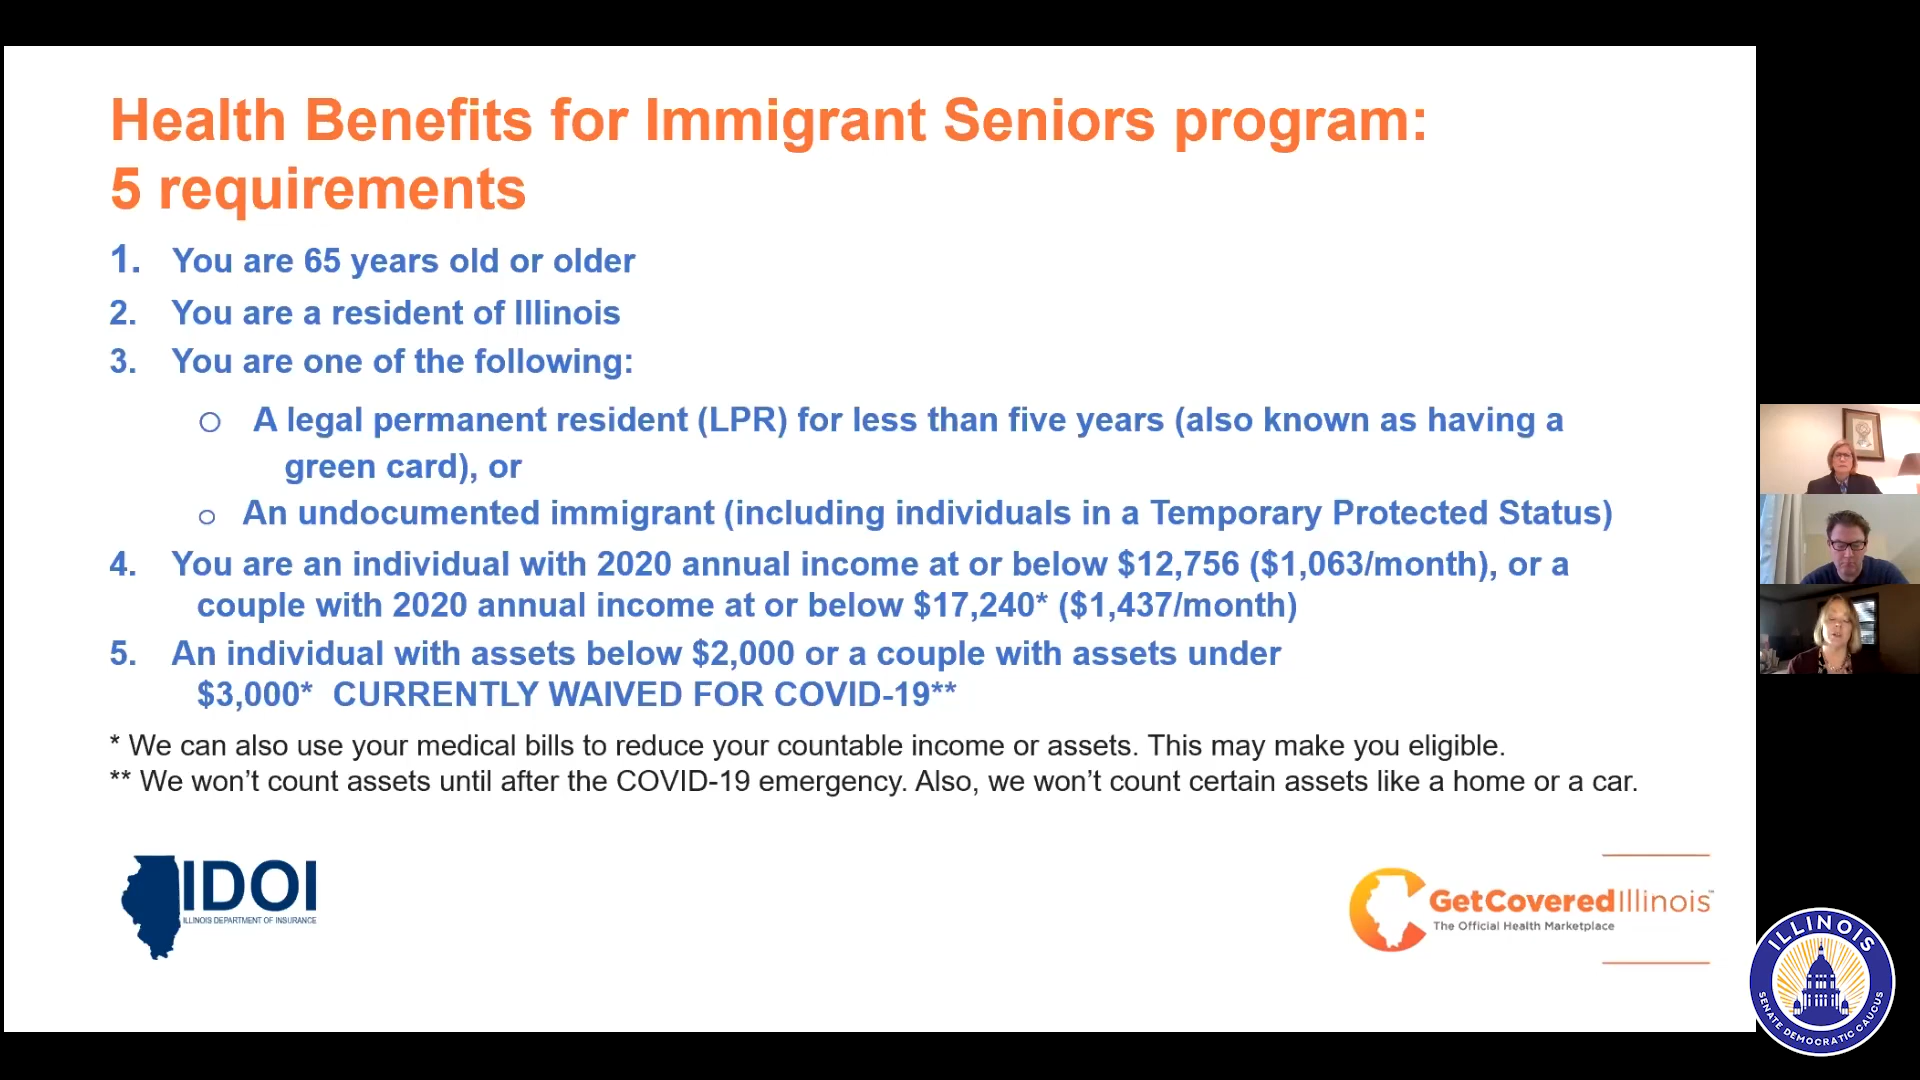 Health Benefits for Immigrant Seniors program:
5 requirements
1. You are 65 years old or older
2. You are a resident of Illinois
3. You are one of the following:
o A legal permanent resident (LPR) for less than five years (also known as having a
green card), or
o An undocumented immigrant (including individuals in a Temporary Protected Status)
4. You are an individual with 2020 annual income at or below $12,756 ($1,063/month), or a
couple with 2020 annual income at or below $17,240* ($1,437/month)
5. An individual with assets below $2,000 or a couple with assets under
$3,000* CURRENTLY WAIVED FOR COVID-19**
* We can also use your medical bills to reduce your countable income or assets. This may make you eligible.
** We won’t count assets until after the COVID-19 emergency. Also, we won’t count certain assets like a home or a car.
IDOI
ILLINOIS DEPARTMENT OF INSURANCE
GetCoveredIllinois™
The Official Health Marketplace
ILLINOIS
SENATE DEMOCRATIC CAUCUS